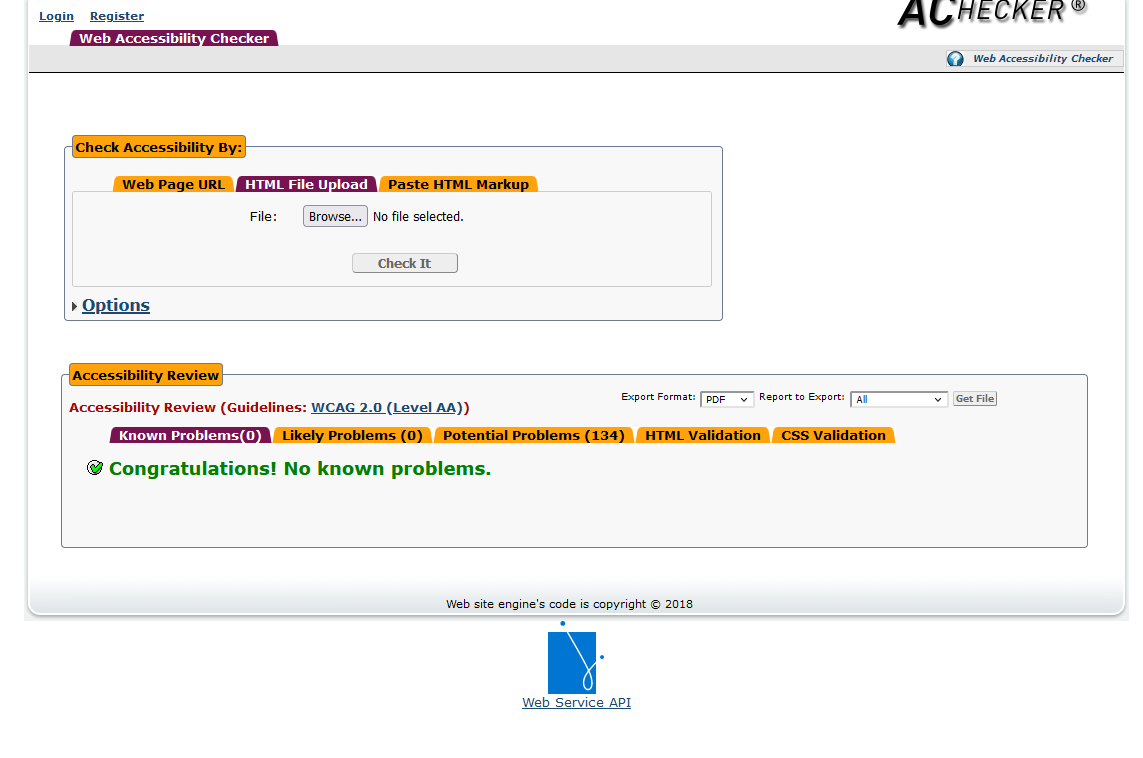 Login Register
ACHECKER®
Web Accessibility Checker
Web Accessibility Checker
Check Accessibility By:
Web Page URL HTML File Upload Paste HTML Markup
File: Browse... No file selected.
Check It
Options
Accessibility Review
Export Format: PDF Report to Export: All Get File
Accessibility Review (Guidelines: WCAG 2.0 (Level AA))
Known Problems(0) Likely Problems (0) Potential Problems (134) HTML Validation CSS Validation
Congratulations! No known problems.
Web site engine's code is copyright © 2018
Web Service API